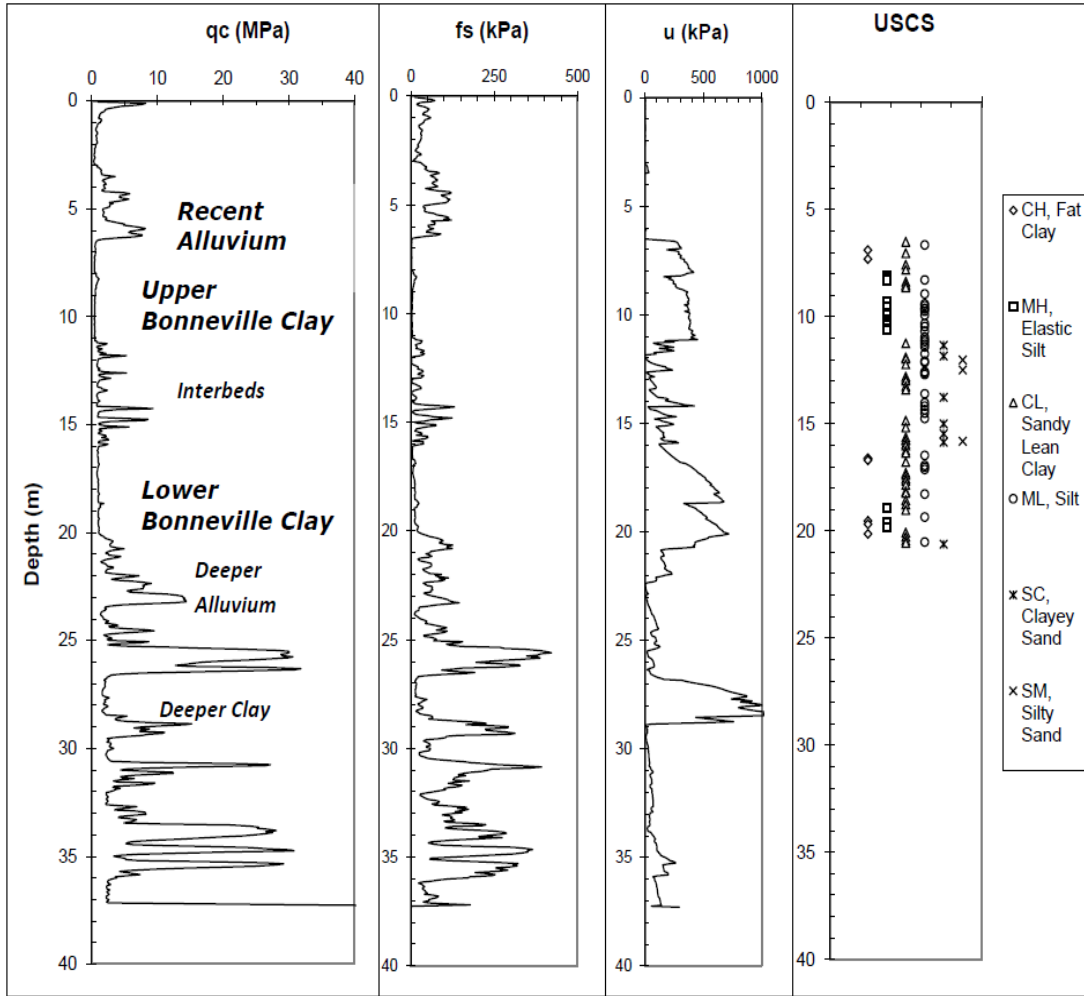 qc (MPa)
0 10 20 30 40
0
5
10
15
20
25
30
35
40
Depth (m)
Recent
Alluvium
Upper
Bonneville Clay
Interbeds
Lower
Bonneville Clay
Deeper
Alluvium
Deeper Clay
fs (kPa)
0 250 500
0
5
10
15
20
25
30
35
40
u (kPa)
0 500 1000
0
5
10
15
20
25
30
35
40
USCS
0
5
10
15
20
25
30
35
40
CH, Fat
Clay
MH,
Elastic
Silt
CL,
Sandy
Lean
Clay
ML, Silt
SC,
Clayey
Sand
SM,
Silty
Sand